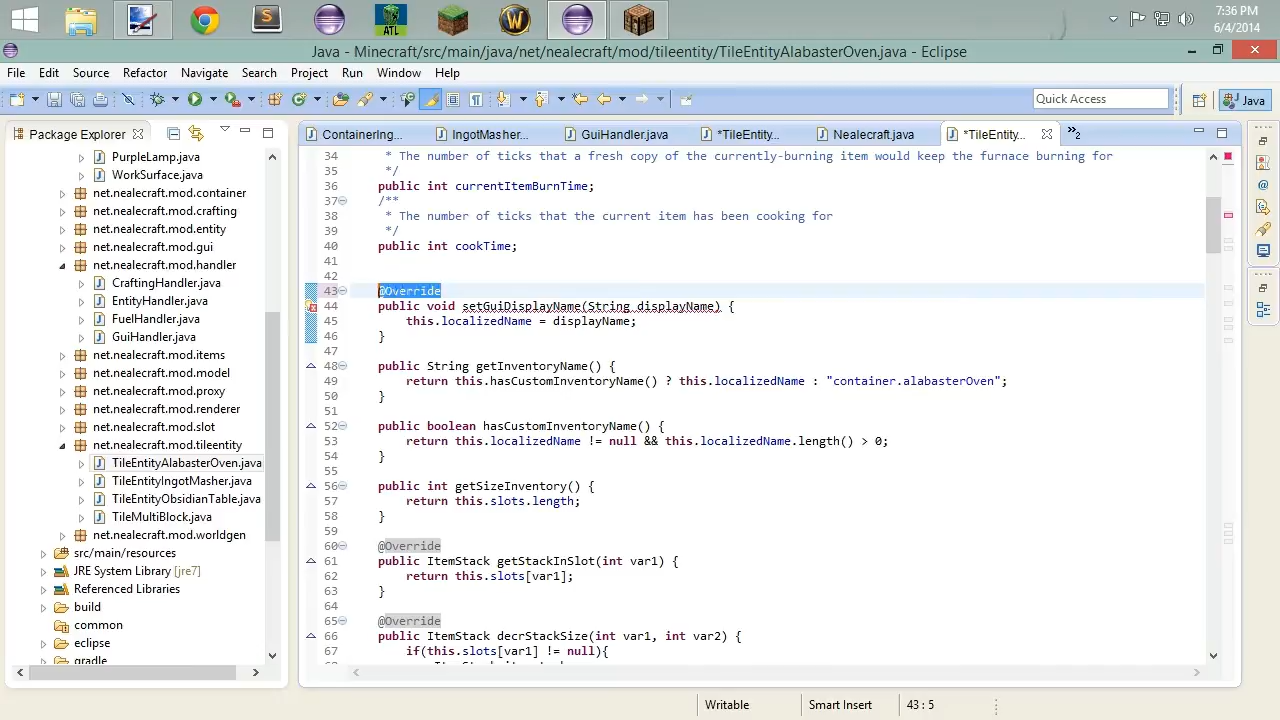 ATL
7:36 PM
6/4/2014
Java - Minecraft/src/main/java/net/nealecraft/mod/tileentity/TileEntityAlabasterOven.java - Eclipse
File Edit Source Refactor Navigate Search Project Run Window Help
Quick Access
Java
Package Explorer
ContainerIng...
IngotMasher...
GuiHandler.java
*TileEntity...
Nealecraft.java
*TileEntity...
»2
PurpleLamp.java
WorkSurface.java
net.nealecraft.mod.container
net.nealecraft.mod.crafting
net.nealecraft.mod.entity
net.nealecraft.mod.gui
net.nealecraft.mod.handler
CraftingHandler.java
EntityHandler.java
FuelHandler.java
GuiHandler.java
net.nealecraft.mod.items
net.nealecraft.mod.model
net.nealecraft.mod.proxy
net.nealecraft.mod.renderer
net.nealecraft.mod.slot
net.nealecraft.mod.tileentity
TileEntityAlabasterOven.java
TileEntityIngotMasher.java
TileEntityObsidianTable.java
TileMultiBlock.java
net.nealecraft.mod.worldgen
src/main/resources
JRE System Library [jre7]
Referenced Libraries
build
common
eclipse
gradle
34 * The number of ticks that a fresh copy of the currently-burning item would keep the furnace burning for
35 */
36 public int currentItemBurnTime;
37 /**
38 * The number of ticks that the current item has been cooking for
39 */
40 public int cookTime;
41
42
43 @Override
44 public void setGuiDisplayName(String displayName) {
45 this.localizedName = displayName;
46 }
47
48 public String getInventoryName() {
49 return this.hasCustomInventoryName() ? this.localizedName : "container.alabasterOven";
50 }
51
52 public boolean hasCustomInventoryName() {
53 return this.localizedName != null && this.localizedName.length() > 0;
54 }
55
56 public int getSizeInventory() {
57 return this.slots.length;
58 }
59
60 @Override
61 public ItemStack getStackInSlot(int var1) {
62 return this.slots[var1];
63 }
64
65 @Override
66 public ItemStack decrStackSize(int var1, int var2) {
67 if(this.slots[var1] != null){
Writable
Smart Insert
43 : 5